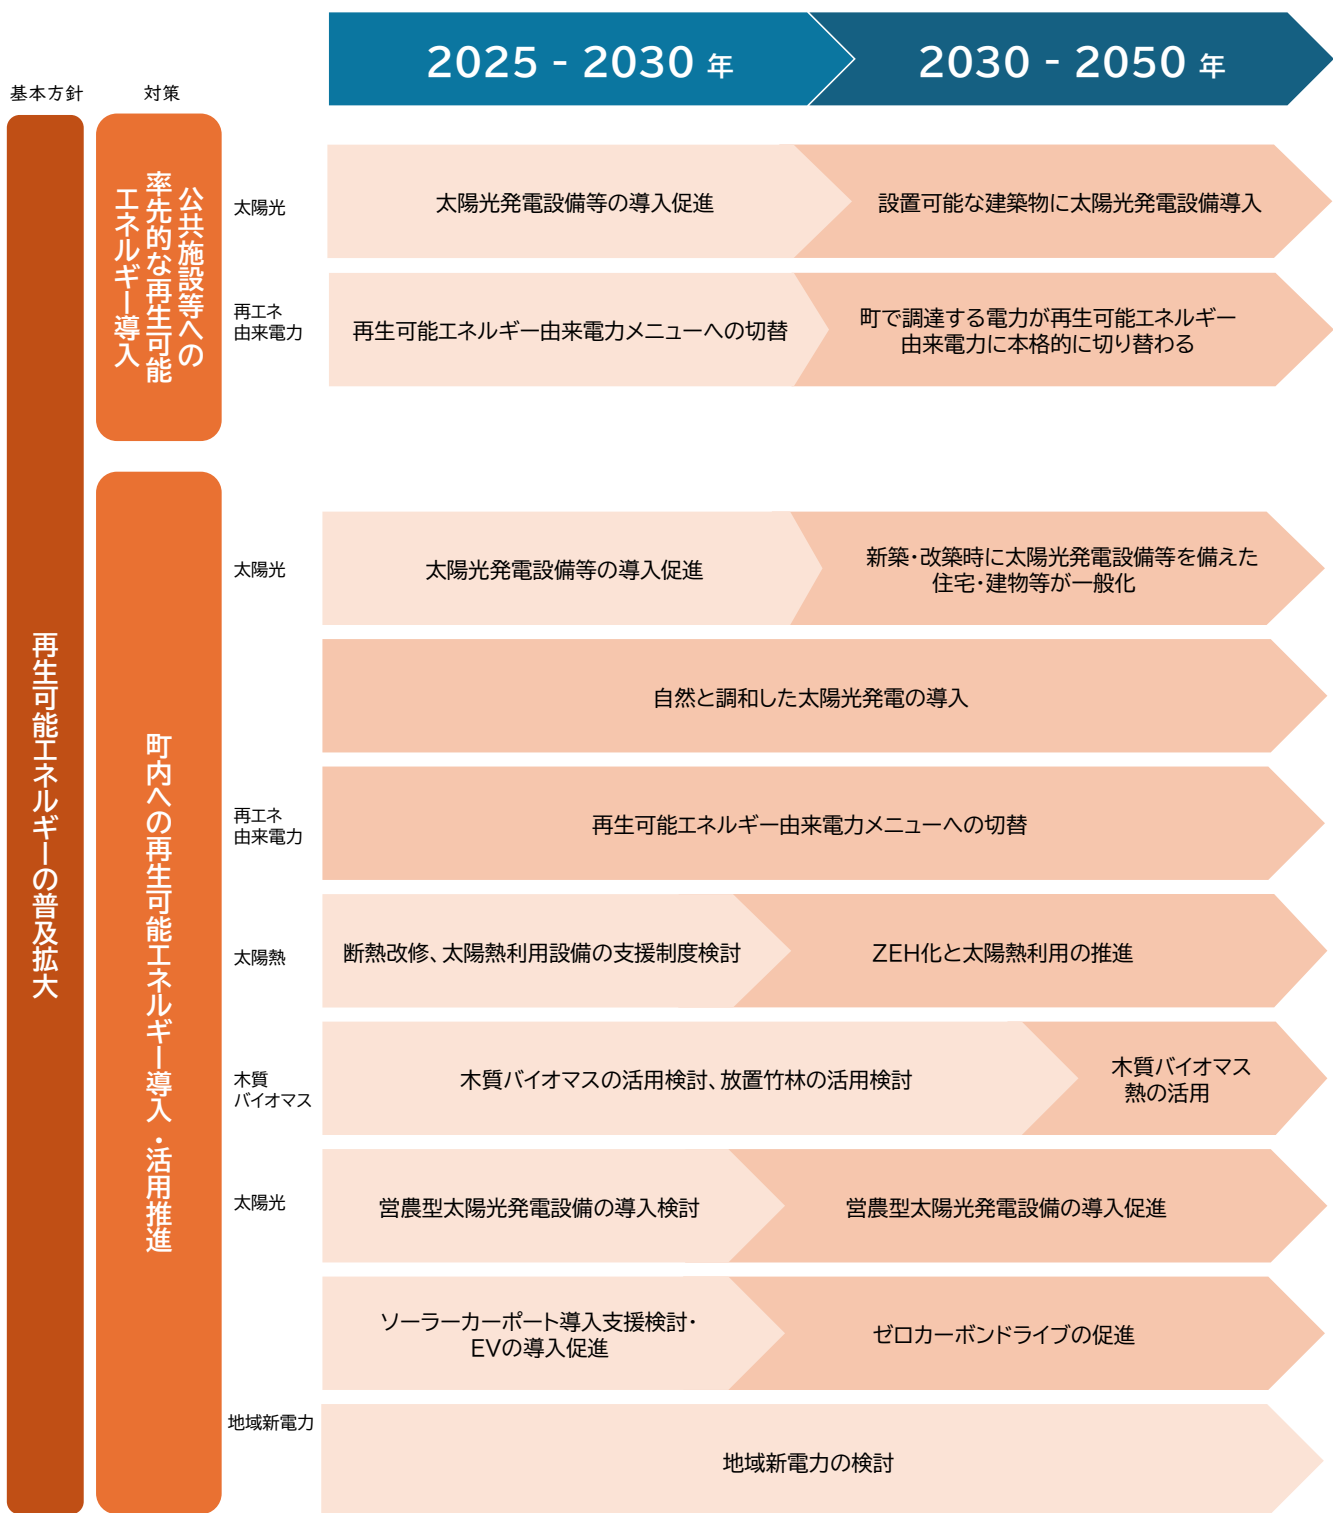 2025 - 2030 年
2030 - 2050 年
基本方針
対策
再生可能エネルギーの普及拡大
公共施設等への
率先的な再生可能
エネルギー導入
太陽光
太陽光発電設備等の導入促進
設置可能な建築物に太陽光発電設備導入
再エネ
由来電力
再生可能エネルギー由来電力メニューへの切替
町で調達する電力が再生可能エネルギー
由来電力に本格的に切り替わる
町内への再生可能エネルギー導入・活用推進
太陽光
太陽光発電設備等の導入促進
新築・改築時に太陽光発電設備等を備えた
住宅・建物等が一般化
自然と調和した太陽光発電の導入
再エネ
由来電力
再生可能エネルギー由来電力メニューへの切替
太陽熱
断熱改修、太陽熱利用設備の支援制度検討
ZEH化と太陽熱利用の推進
木質
バイオマス
木質バイオマスの活用検討、放置竹林の活用検討
木質バイオマス
熱の活用
太陽光
営農型太陽光発電設備の導入検討
営農型太陽光発電設備の導入促進
ソーラーカーポート導入支援検討・
EVの導入促進
ゼロカーボンドライブの促進
地域新電力
地域新電力の検討